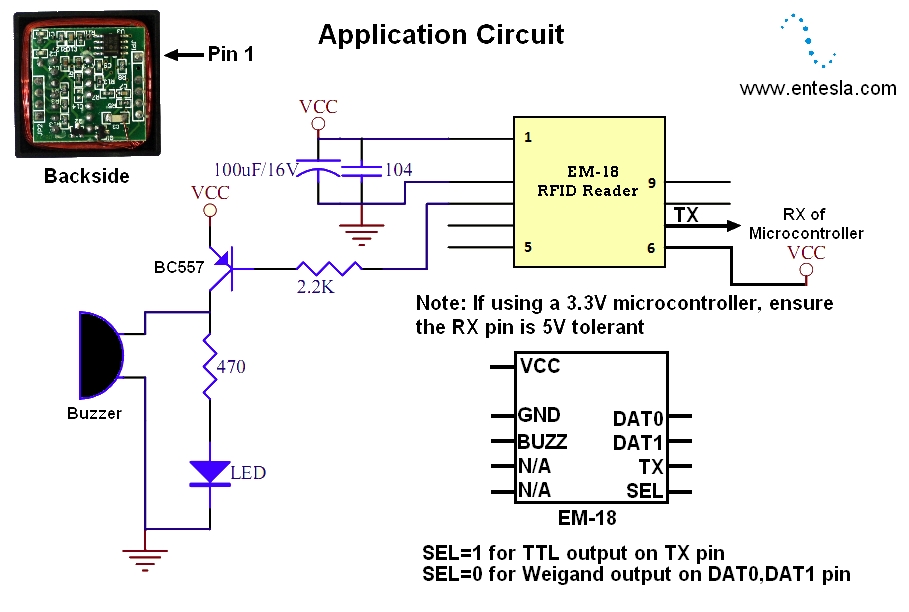 Application Circuit
Pin 1
www.entesla.com
Backside
VCC
100uF/16V
104
1
EM-18
RFID Reader
9
TX
5
6
RX of
Microcontroller
VCC
VCC
BC557
2.2K
Note: If using a 3.3V microcontroller, ensure
the RX pin is 5V tolerant
470
Buzzer
LED
VCC
GND
BUZZ
N/A
N/A
DAT0
DAT1
TX
SEL
EM-18
SEL=1 for TTL output on TX pin
SEL=0 for Weigand output on DAT0,DAT1 pin